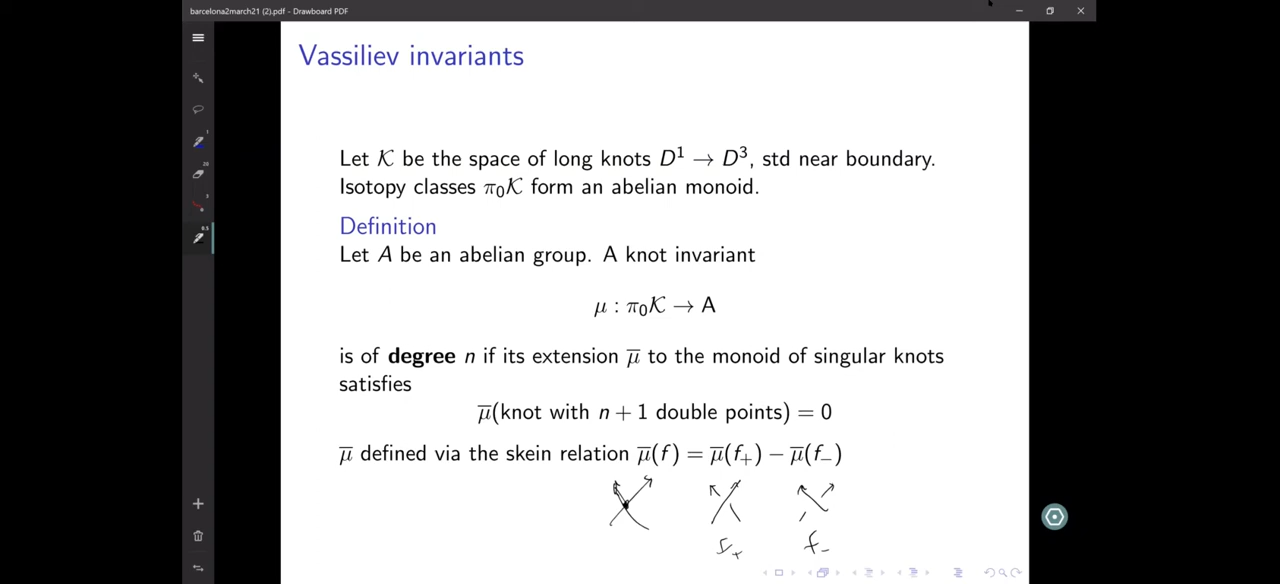 barcelona2march21 (2).pdf - Drawboard PDF
Vassiliev invariants
Let 𝒦 be the space of long knots D¹ → D³, std near boundary.
Isotopy classes π₀𝒦 form an abelian monoid.
Definition
Let A be an abelian group. A knot invariant
μ : π₀𝒦 → A
is of degree n if its extension μ̅ to the monoid of singular knots
satisfies
μ̅(knot with n + 1 double points) = 0
μ̅ defined via the skein relation μ̅(f) = μ̅(f₊) − μ̅(f₋)
f₊ f₋